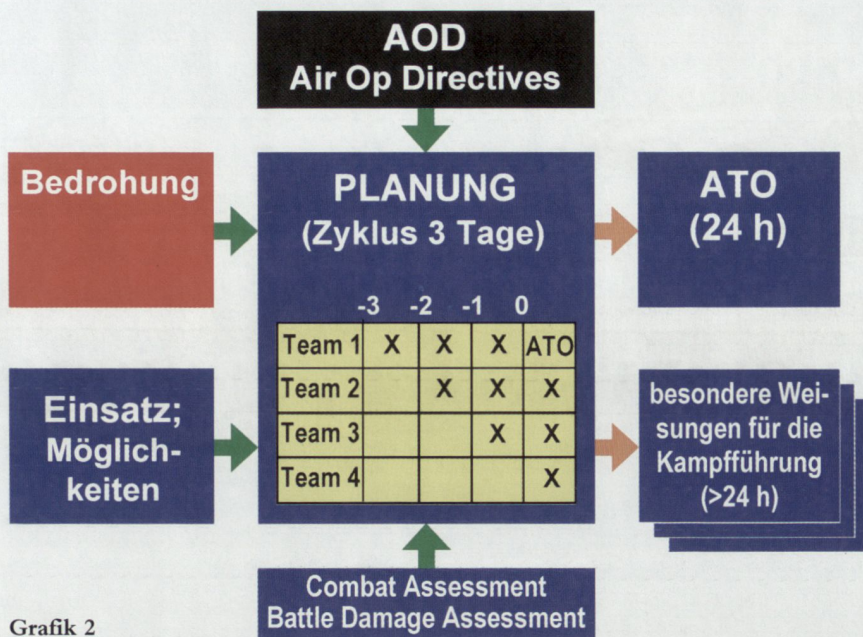 AOD
Air Op Directives
Bedrohung
PLANUNG
(Zyklus 3 Tage)
ATO
(24 h)
-3 -2 -1 0
Team 1 X X X ATO
Team 2 X X X
Team 3 X X
Team 4 X
Einsatz;
Möglich-
keiten
besondere Wei-
sungen für die
Kampfführung
(>24 h)
Combat Assessment
Battle Damage Assessment
Grafik 2